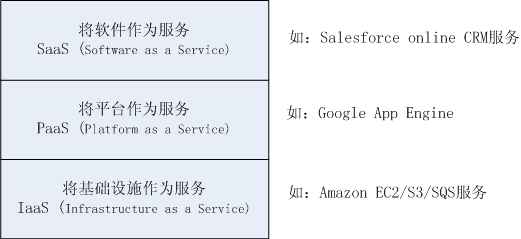 将软件作为服务
SaaS (Software as a Service)
如：Salesforce online CRM服务
将平台作为服务
PaaS (Platform as a Service)
如：Google App Engine
将基础设施作为服务
IaaS (Infrastructure as a Service)
如：Amazon EC2/S3/SQS服务